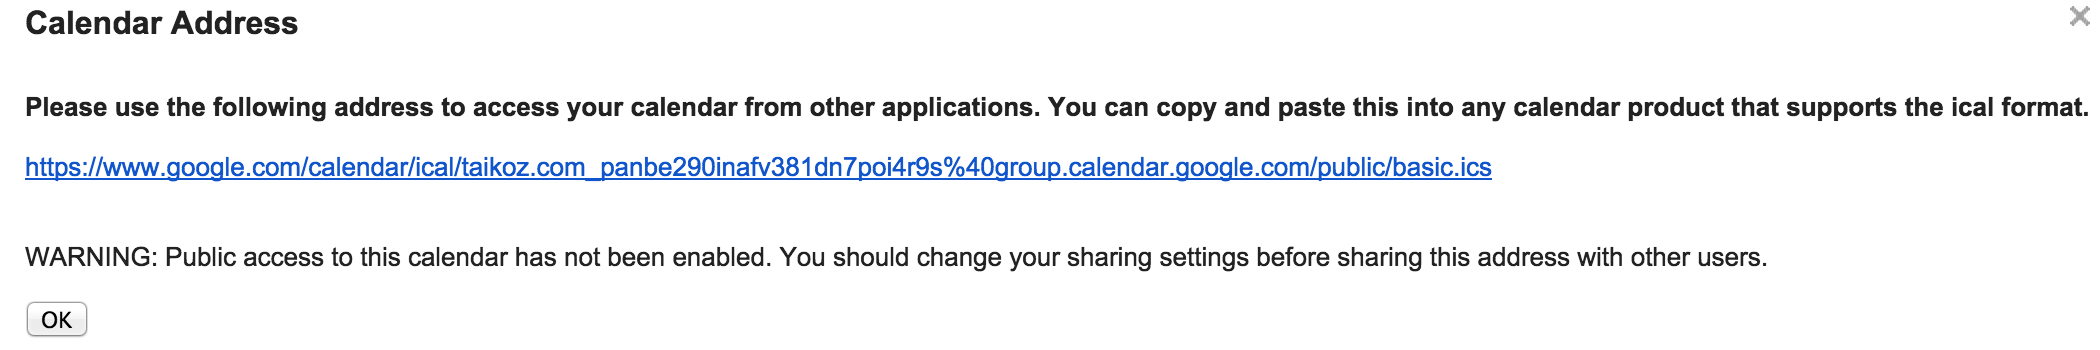 Calendar Address
Please use the following address to access your calendar from other applications. You can copy and paste this into any calendar product that supports the ical format.
https://www.google.com/calendar/ical/taikoz.com_panbe290inafv381dn7poi4r9s%40group.calendar.google.com/public/basic.ics
WARNING: Public access to this calendar has not been enabled. You should change your sharing settings before sharing this address with other users.
OK